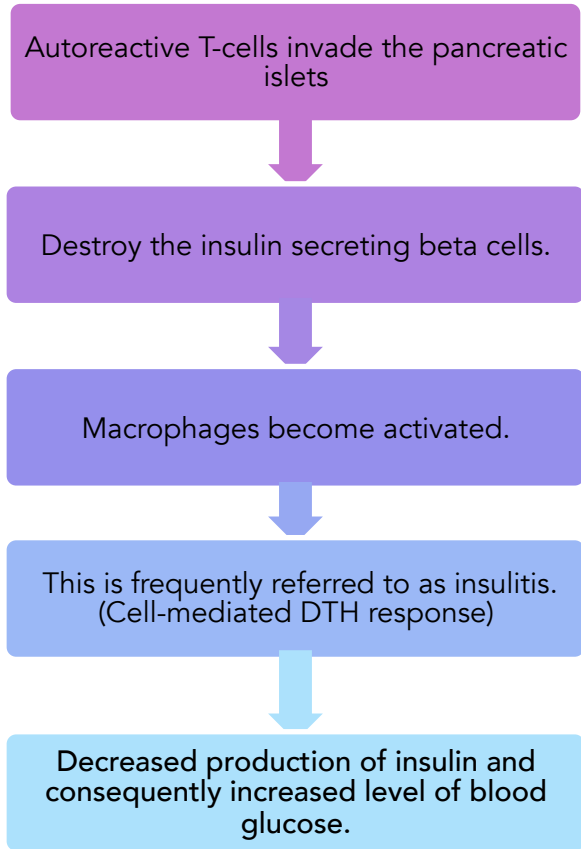 Autoreactive T-cells invade the pancreatic
islets
Destroy the insulin secreting beta cells.
Macrophages become activated.
This is frequently referred to as insulitis.
(Cell-mediated DTH response)
Decreased production of insulin and
consequently increased level of blood
glucose.